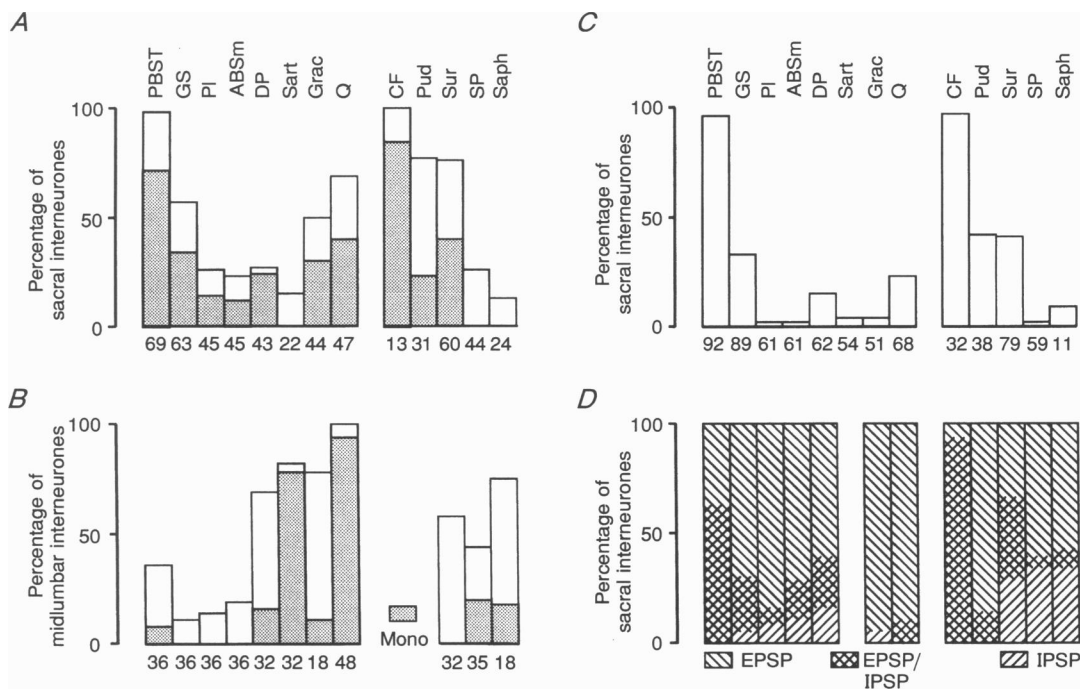 A
PBST GS Pl ABSm DP Sart Grac Q CF Pud Sur SP Saph
Percentage of
sacral interneurones
100
50
0
69 63 45 45 43 22 44 47 13 31 60 44 24
B
Percentage of
midlumbar interneurones
100
50
0
Mono
36 36 36 36 32 32 18 48 32 35 18
C
PBST GS Pl ABSm DP Sart Grac Q CF Pud Sur SP Saph
Percentage of
sacral interneurones
100
50
0
92 89 61 61 62 54 51 68 32 38 79 59 11
D
Percentage of
sacral interneurones
100
50
0
EPSP EPSP/ IPSP
IPSP